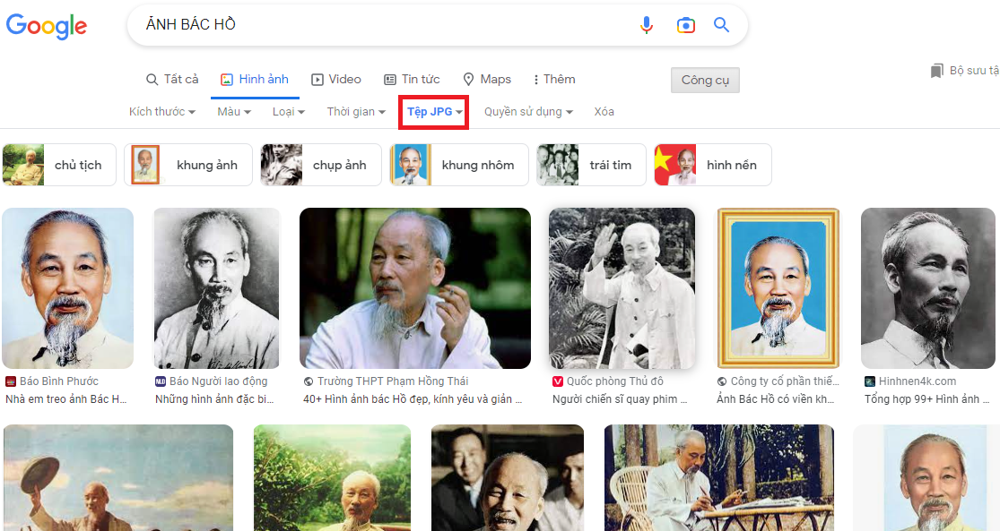 Google
ẢNH BÁC HỒ
Tất cả Hình ảnh Video Tin tức Maps Thêm Công cụ Bộ sưu tậ
Kích thước Màu Loại Thời gian Tệp JPG Quyền sử dụng Xóa
chủ tịch khung ảnh chụp ảnh khung nhôm trái tim hình nền
Báo Bình Phước Báo Người lao động Trường THPT Phạm Hồng Thái Quốc phòng Thủ đô Công ty cổ phần thiế... Hinhnen4k.com
Nhà em treo ảnh Bác H... Những hình ảnh đặc bi... 40+ Hình ảnh bác Hồ đẹp, kính yêu và giản ... Người chiến sĩ quay phim ... Ảnh Bác Hồ có viền kh... Tổng hợp 99+ Hình ảnh ...